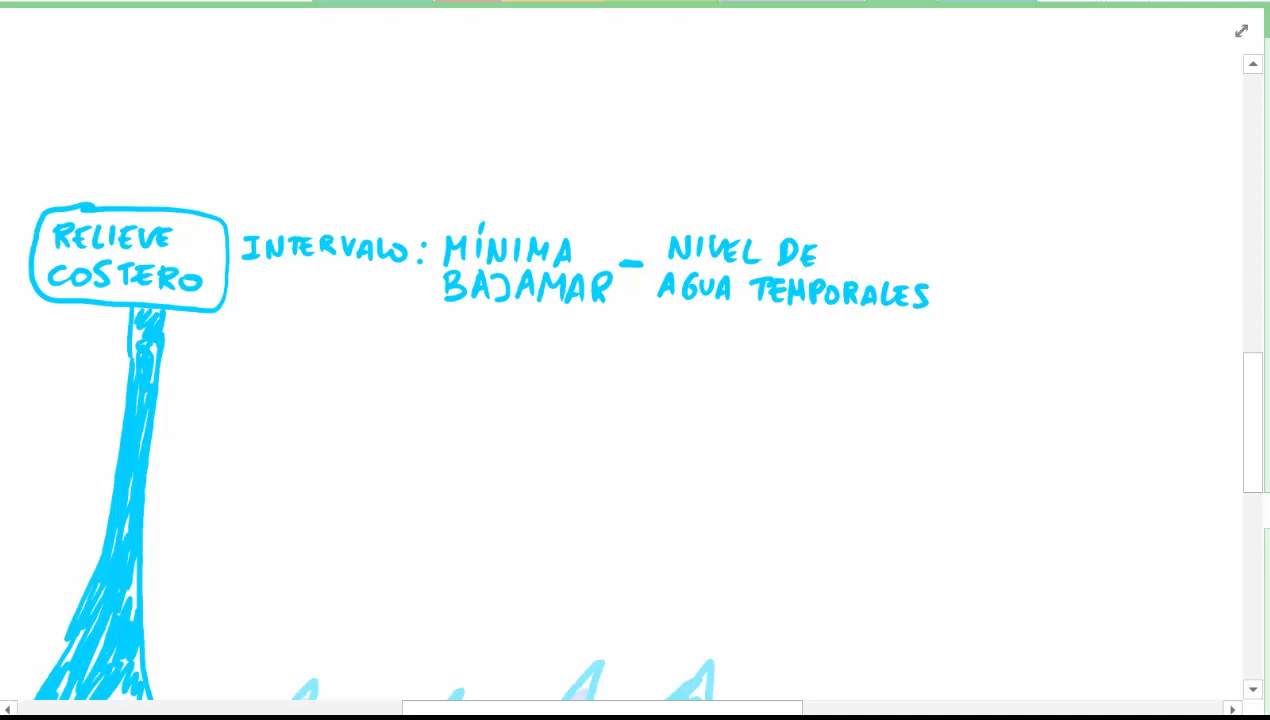 RELIEVE
COSTERO
INTERVALO: MÍNIMA
BAJAMAR - NIVEL DE
AGUA TEMPORALES